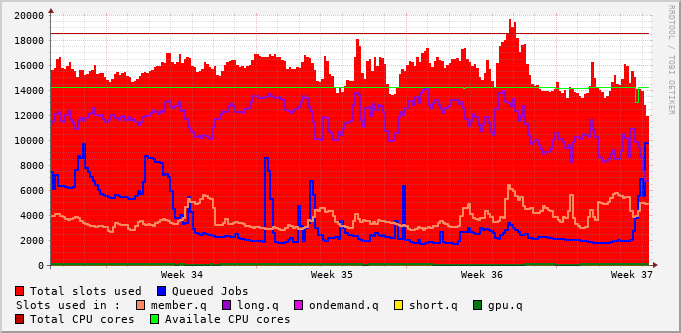 20000
18000
16000
14000
12000
10000
8000
6000
4000
2000
0
Week 34 Week 35 Week 36 Week 37
RRDTOOL / TOBI OETIKER
Total slots used Queued Jobs
Slots used in : member.q long.q ondemand.q short.q gpu.q
Total CPU cores Availale CPU cores